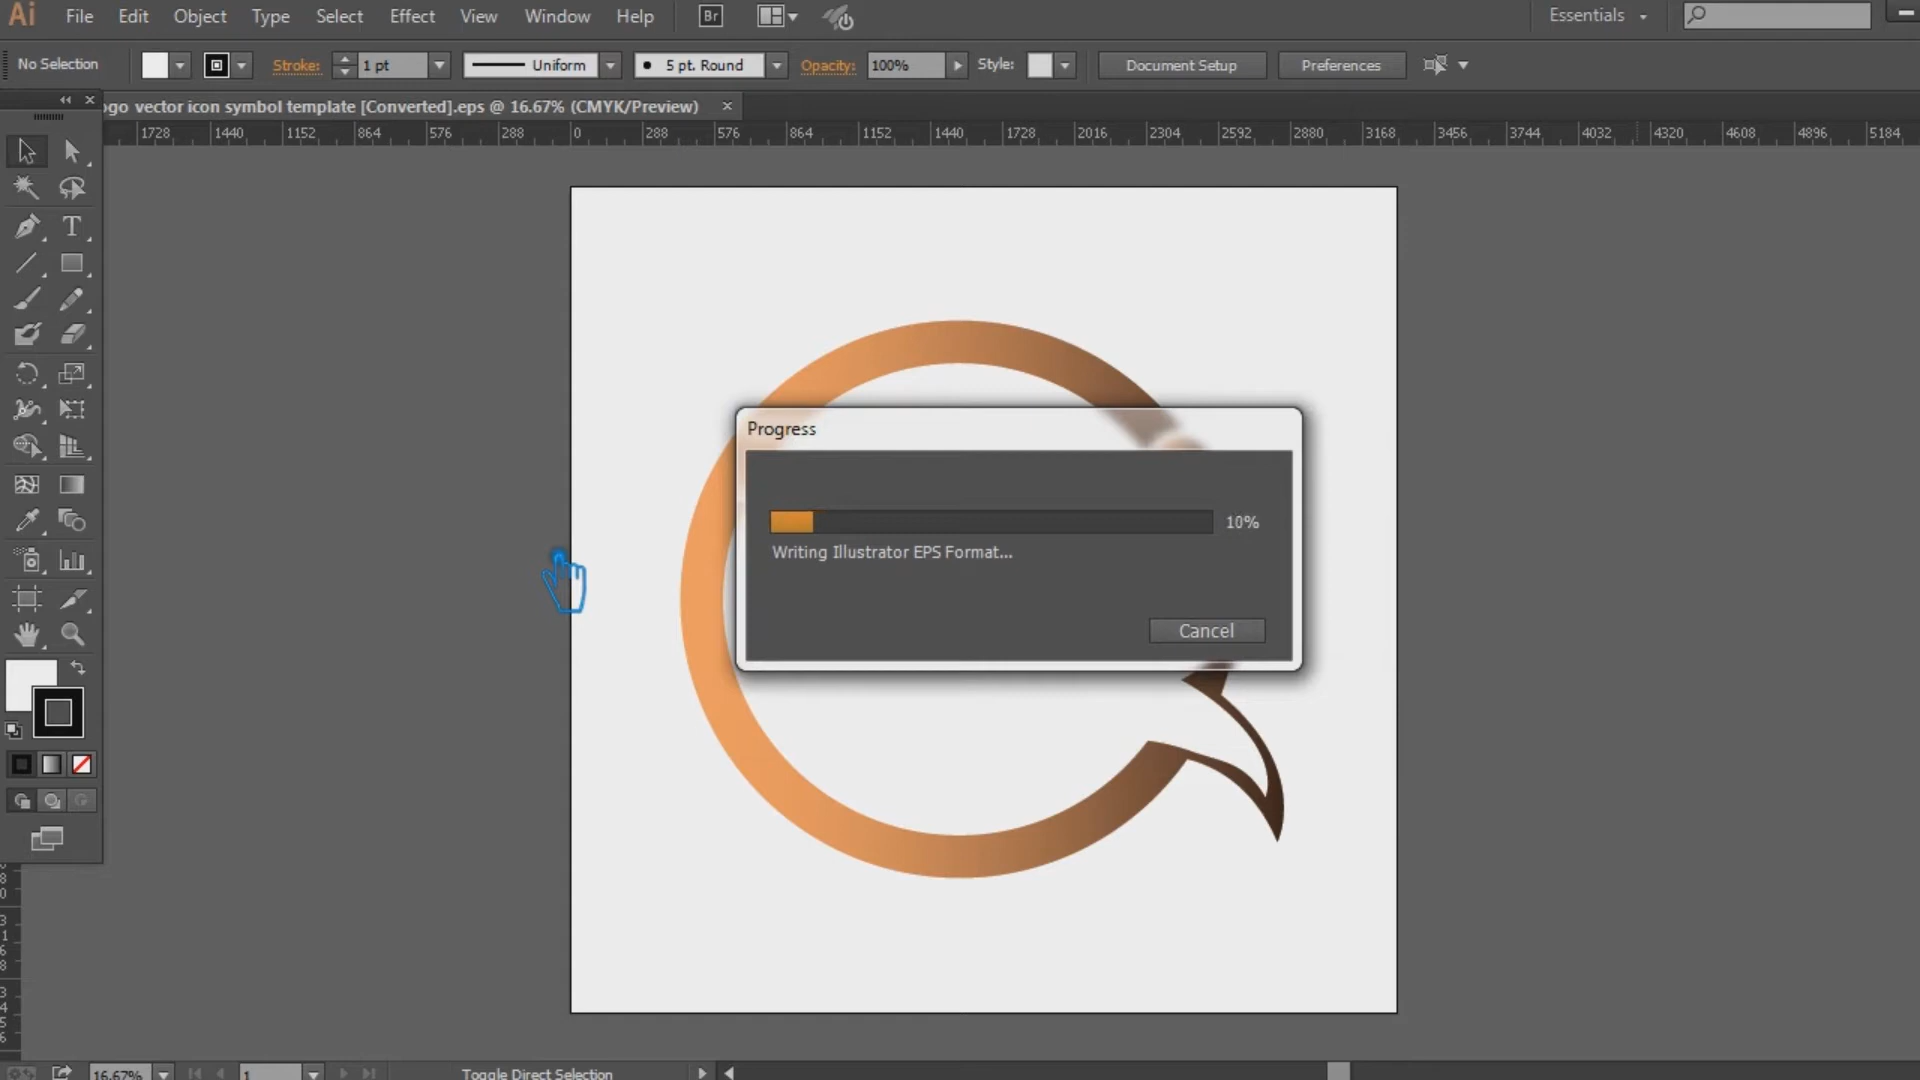 Ai File Edit Object Type Select Effect View Window Help Br Essentials
No Selection Stroke: 1 pt Uniform 5 pt. Round Opacity: 100% Style: Document Setup Preferences
ogo vector icon symbol template [Converted].eps @ 16.67% (CMYK/Preview)
1728 1440 1152 864 576 288 0 288 576 864 1152 1440 1728 2016 2304 2592 2880 3168 3456 3744 4032 4320 4608 4896 5184
T
Progress
10%
Writing Illustrator EPS Format...
Cancel
16.67% 1 Toggle Direct Selection